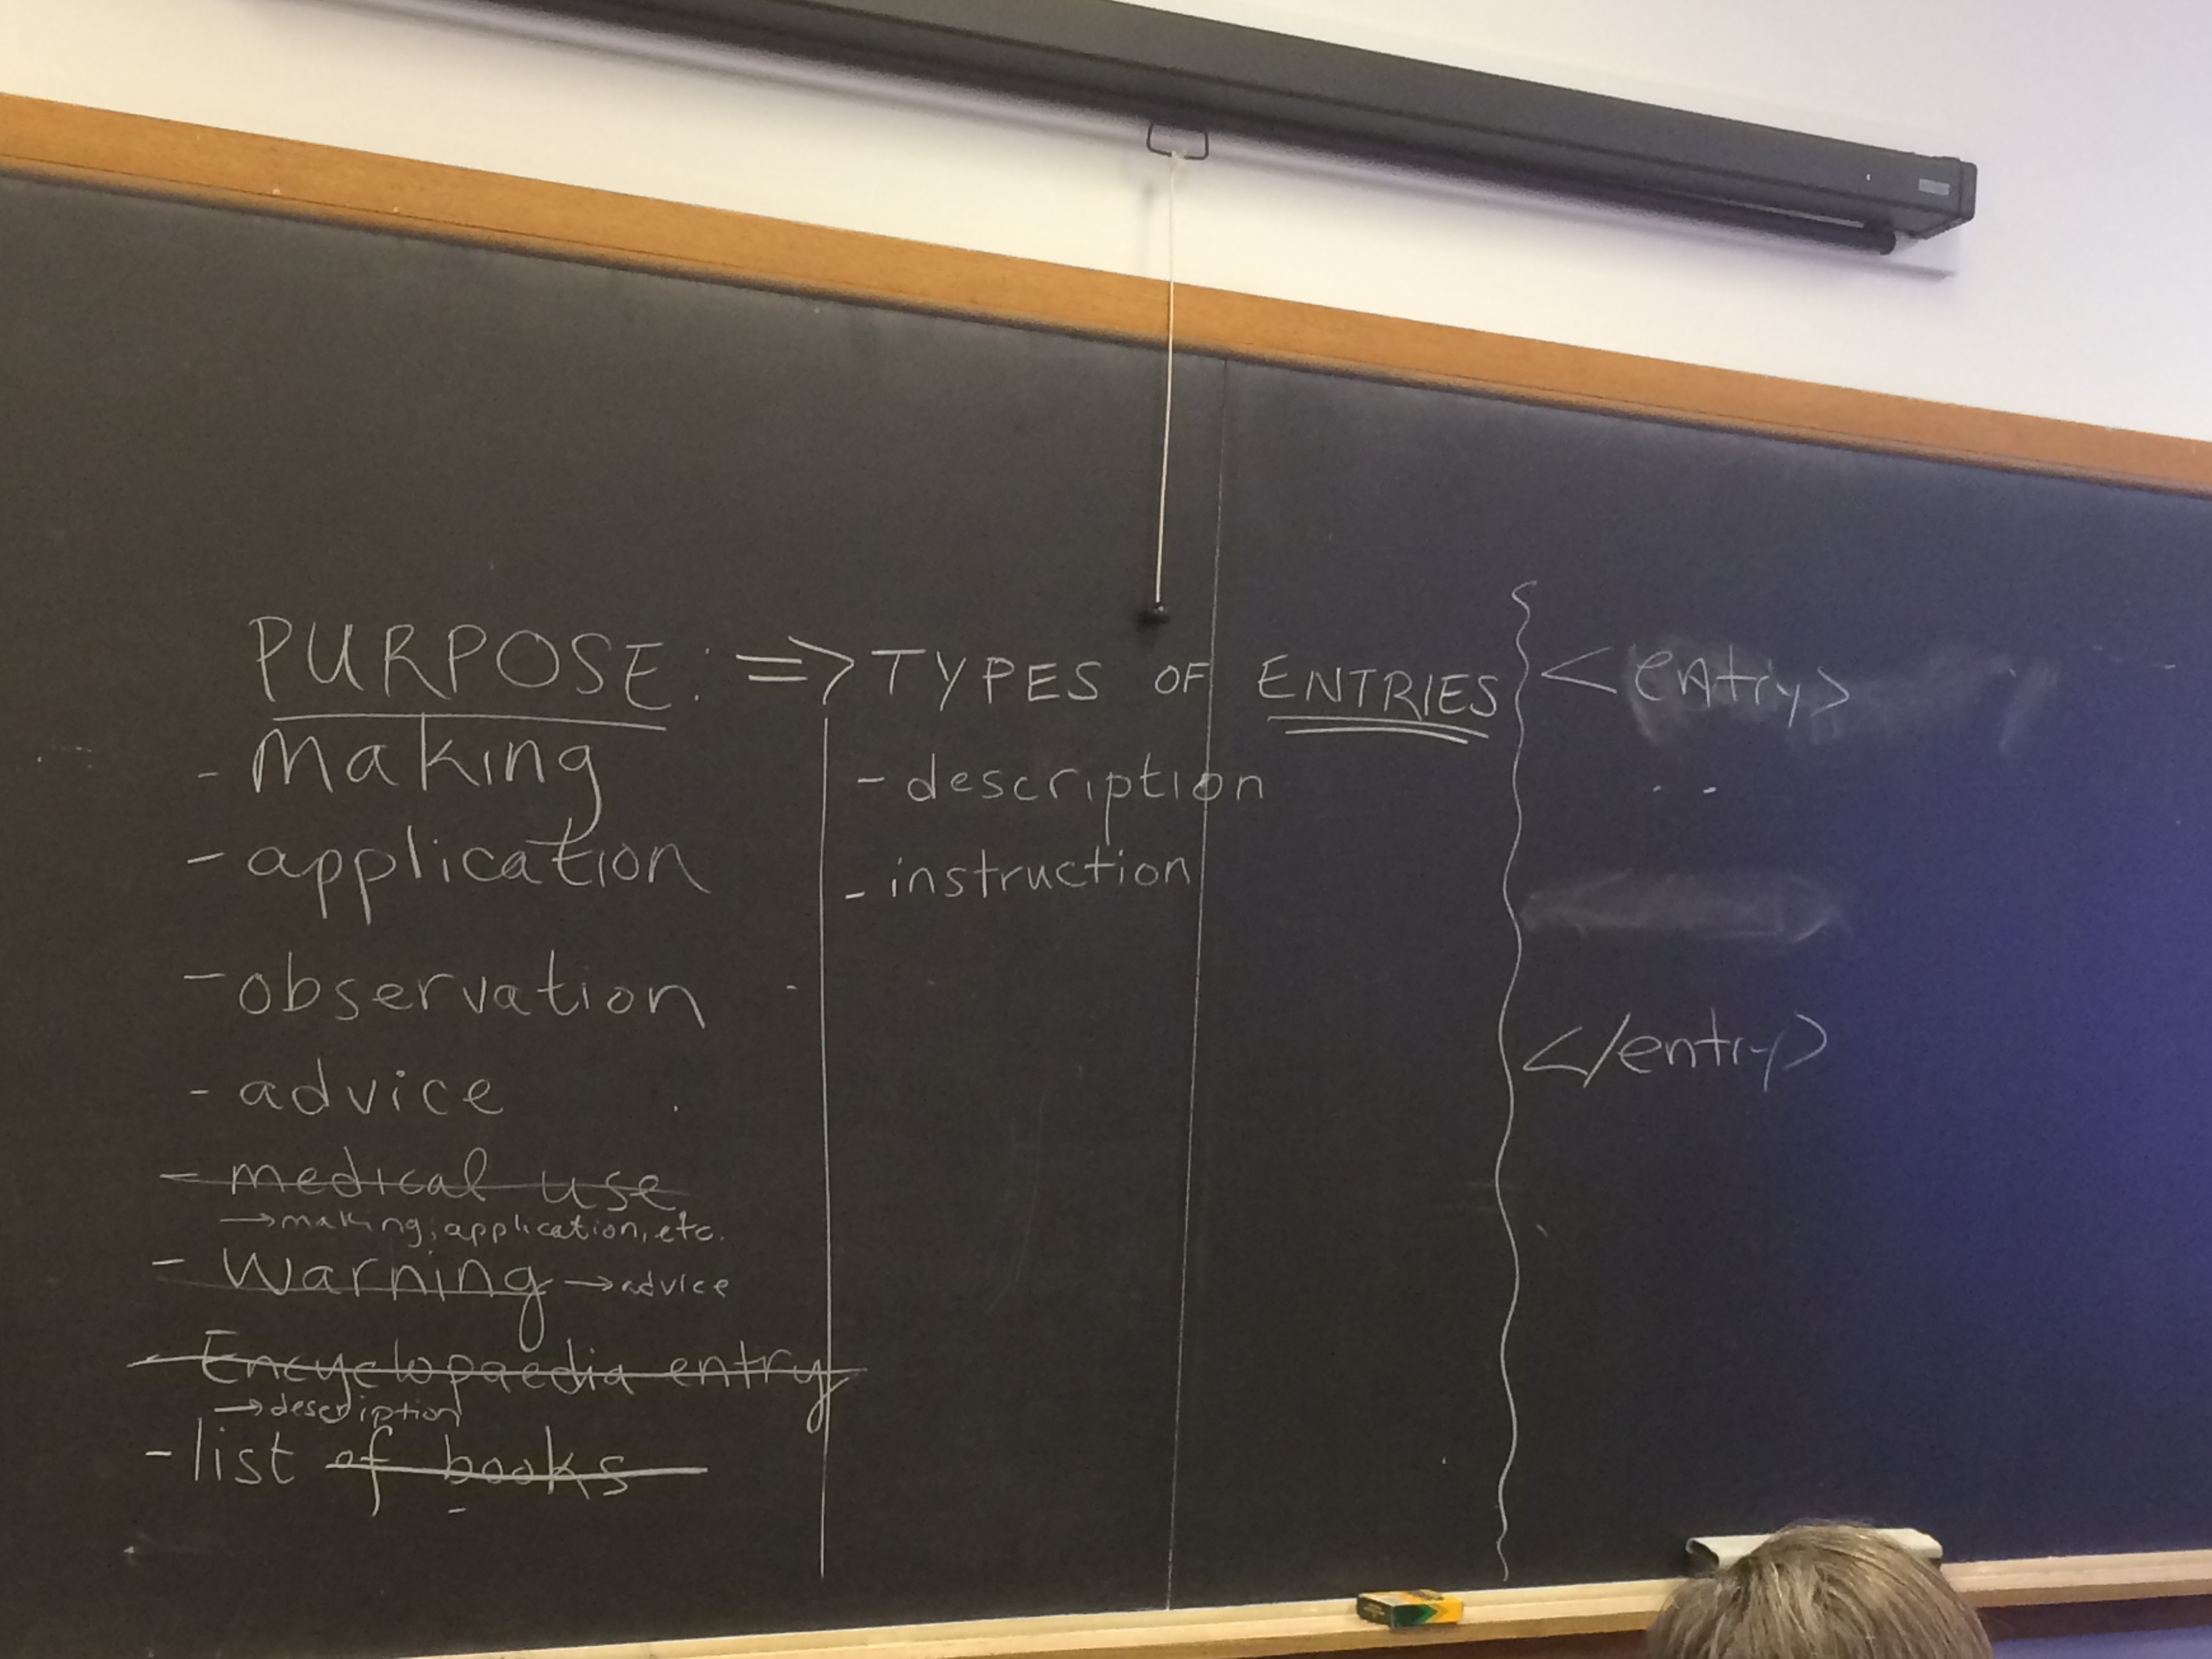 PURPOSE: => TYPES OF ENTRIES
- making
- application
- observation
- advice
- medical use
→ making, application, etc.
- Warning → advice
- Encyclopaedia entry
→ description
- list of books
- description
- instruction
<entry>
</entry>